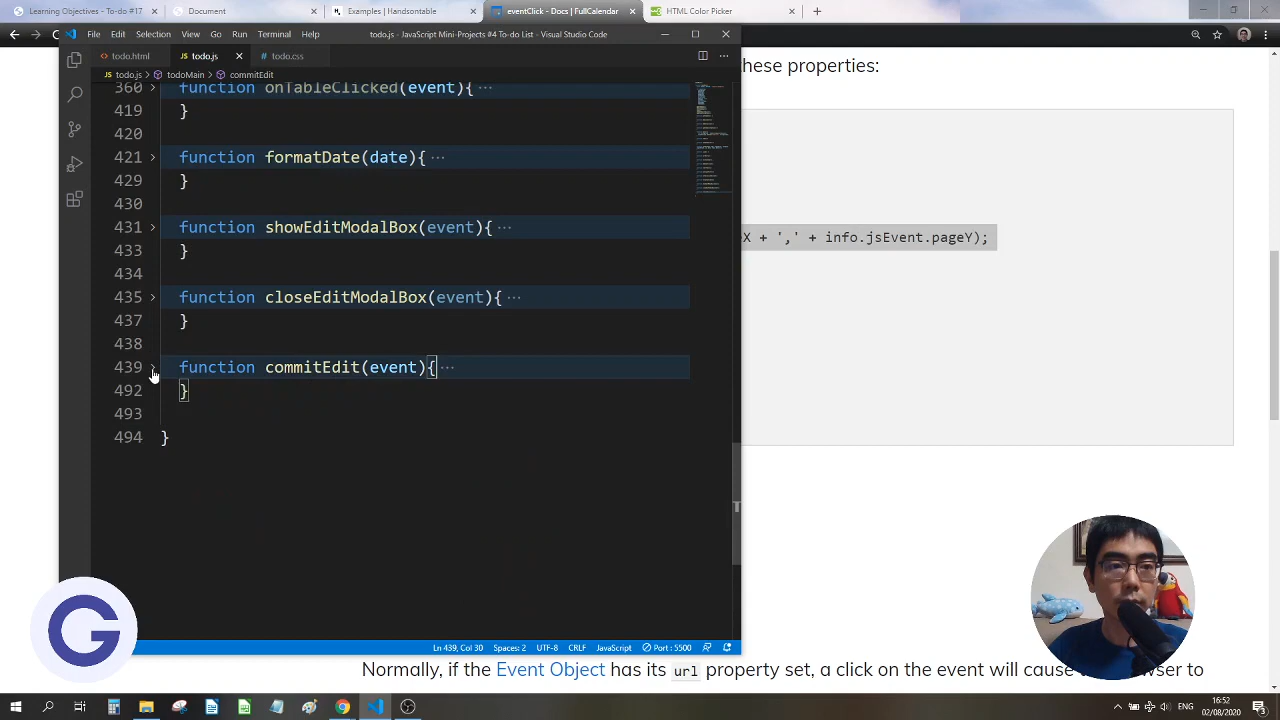 Learning Objectives - To-do #17
Document
Examples | Handsontable
eventClick - Docs | FullCalendar
HTML Color Picker
File Edit Selection View Go Run Terminal Help
todo.js - JavaScript Mini-Projects #4 To-do list - Visual Studio Code
todo.html
todo.js
todo.css
todo.js > todoMain > commitEdit
hese properties:
360 function onTableClicked(event){ ···
419 }
420
421 function formatDate(date){ ···
429 }
430
431 function showEditModalBox(event){ ···
433 }
434
435 function closeEditModalBox(event){ ···
437 }
438
439 function commitEdit(event){ ···
492 }
493
494 }
X + ',' + info.jsEvent.pageY);
G
Ln 439, Col 30 Spaces: 2 UTF-8 CRLF JavaScript Port : 5500
Normally, if the Event Object has its url property set, a click on the event will cause t owser to
16:52
02/08/2020